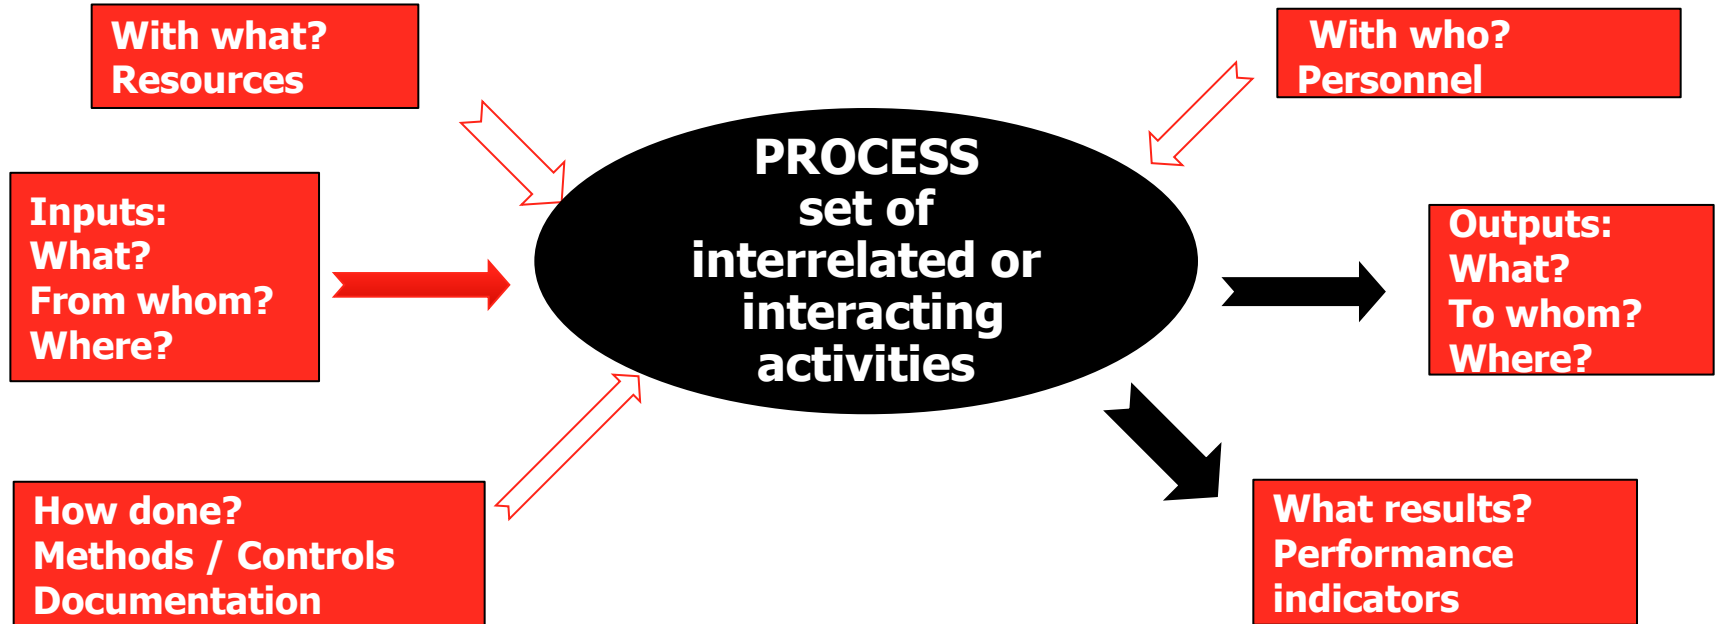 With what?
Resources
With who?
Personnel
PROCESS
set of
interrelated or
interacting
activities
Inputs:
What?
From whom?
Where?
Outputs:
What?
To whom?
Where?
How done?
Methods / Controls
Documentation
What results?
Performance
indicators